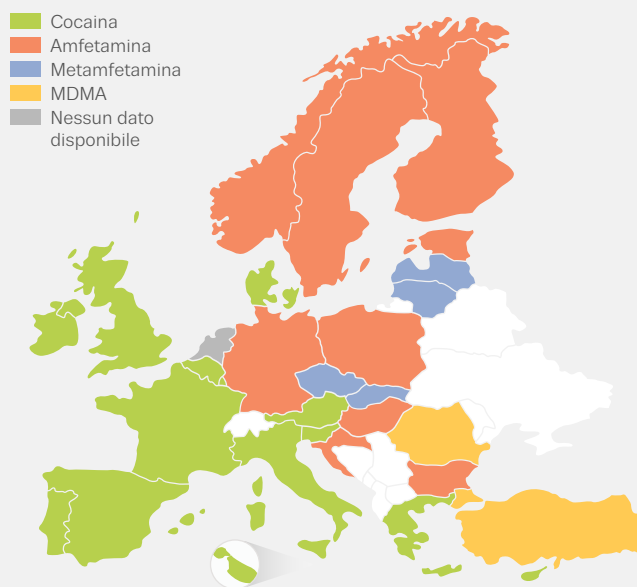 Cocaina
Amfetamina
Metamfetamina
MDMA
Nessun dato
disponibile